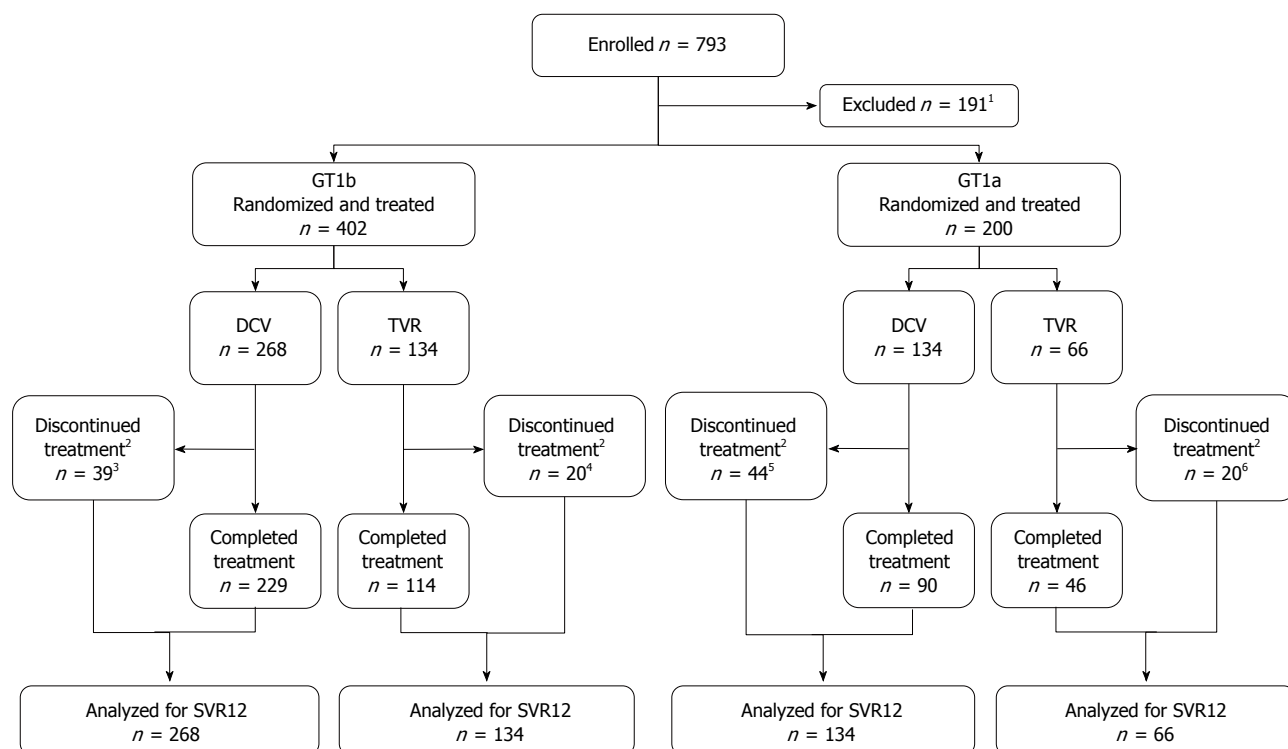 Enrolled n = 793
Excluded n = 191¹
GT1b
Randomized and treated
n = 402
GT1a
Randomized and treated
n = 200
DCV
n = 268
TVR
n = 134
DCV
n = 134
TVR
n = 66
Discontinued
treatment²
n = 39³
Discontinued
treatment²
n = 20⁴
Discontinued
treatment²
n = 44⁵
Discontinued
treatment²
n = 20⁶
Completed
treatment
n = 229
Completed
treatment
n = 114
Completed
treatment
n = 90
Completed
treatment
n = 46
Analyzed for SVR12
n = 268
Analyzed for SVR12
n = 134
Analyzed for SVR12
n = 134
Analyzed for SVR12
n = 66